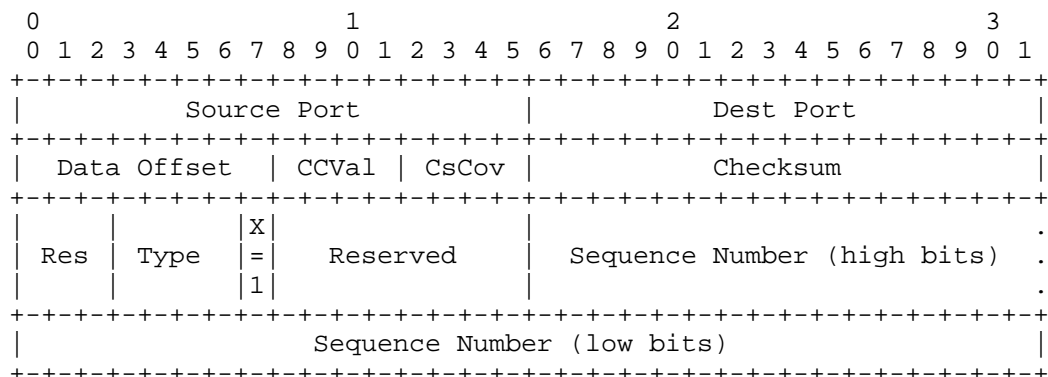 0                   1                   2                   3
 0 1 2 3 4 5 6 7 8 9 0 1 2 3 4 5 6 7 8 9 0 1 2 3 4 5 6 7 8 9 0 1
+-+-+-+-+-+-+-+-+-+-+-+-+-+-+-+-+-+-+-+-+-+-+-+-+-+-+-+-+-+-+-+-+
|          Source Port          |           Dest Port           |
+-+-+-+-+-+-+-+-+-+-+-+-+-+-+-+-+-+-+-+-+-+-+-+-+-+-+-+-+-+-+-+-+
|  Data Offset  | CCVal | CsCov |           Checksum            |
+-+-+-+-+-+-+-+-+-+-+-+-+-+-+-+-+-+-+-+-+-+-+-+-+-+-+-+-+-+-+-+-+
|     |       |X|               |                               .
| Res | Type  |=|   Reserved    |  Sequence Number (high bits)  .
|     |       |1|               |                               .
+-+-+-+-+-+-+-+-+-+-+-+-+-+-+-+-+-+-+-+-+-+-+-+-+-+-+-+-+-+-+-+-+
|                  Sequence Number (low bits)                   |
+-+-+-+-+-+-+-+-+-+-+-+-+-+-+-+-+-+-+-+-+-+-+-+-+-+-+-+-+-+-+-+-+